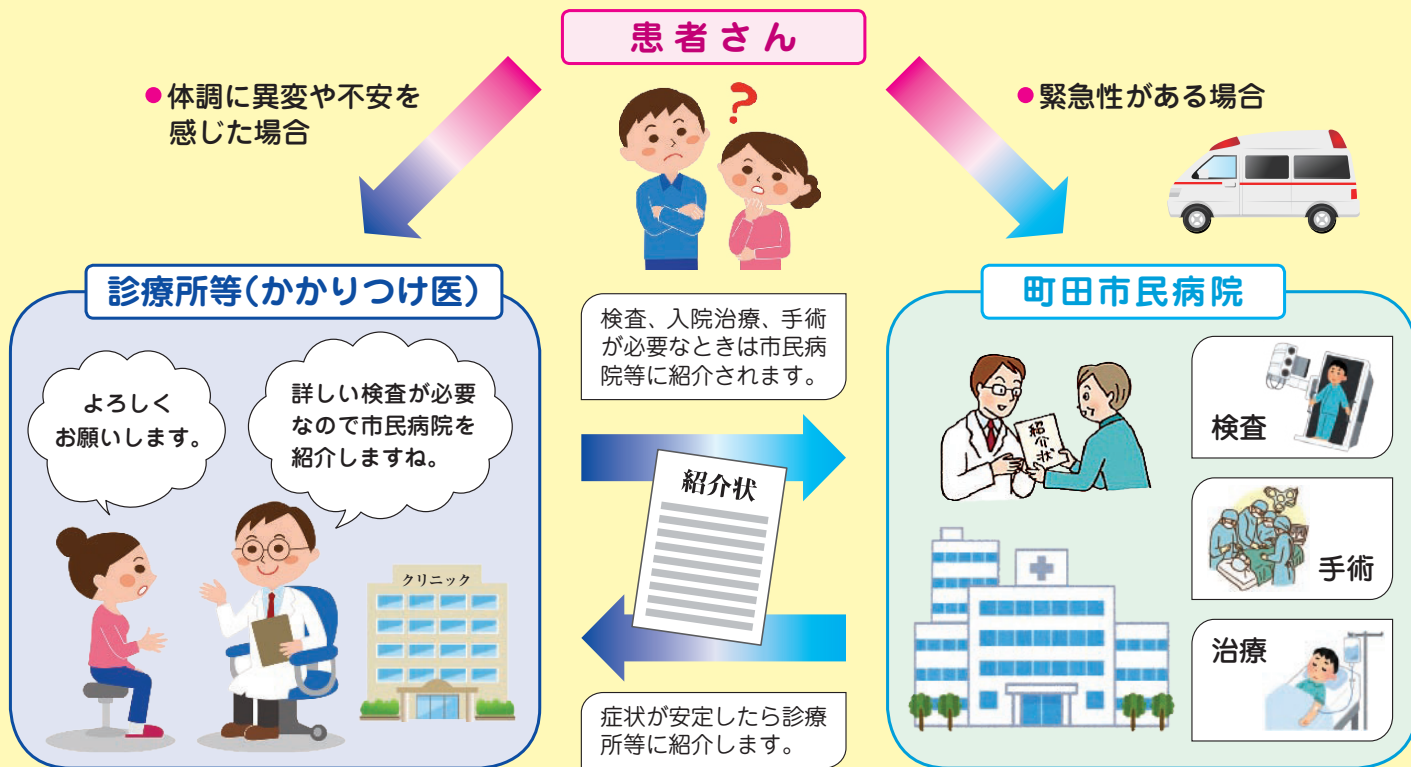 患者さん
●体調に異変や不安を
感じた場合
●緊急性がある場合
?
診療所等(かかりつけ医)
よろしく
お願いします。
詳しい検査が必要
なので市民病院を
紹介しますね。
クリニック
検査、入院治療、手術
が必要なときは市民病
院等に紹介されます。
紹介状
症状が安定したら診療
所等に紹介します。
町田市民病院
紹介状
検査
手術
治療